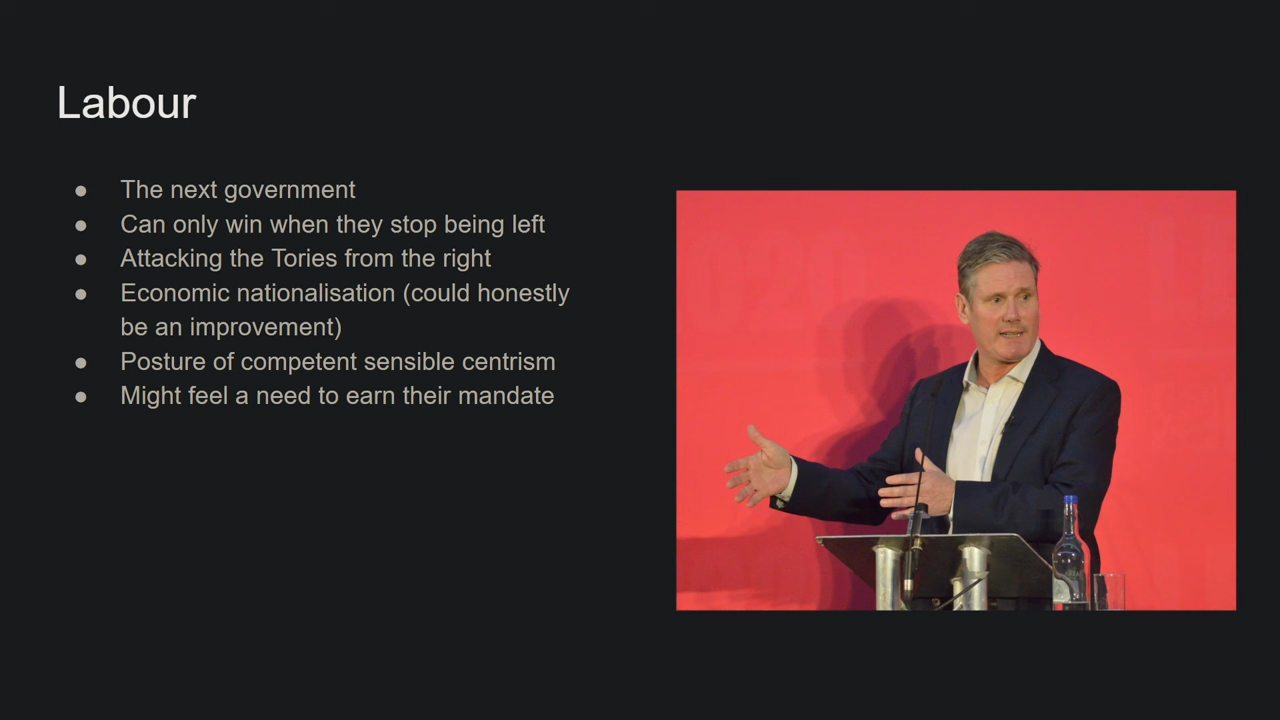 Labour
● The next government
● Can only win when they stop being left
● Attacking the Tories from the right
● Economic nationalisation (could honestly
be an improvement)
● Posture of competent sensible centrism
● Might feel a need to earn their mandate